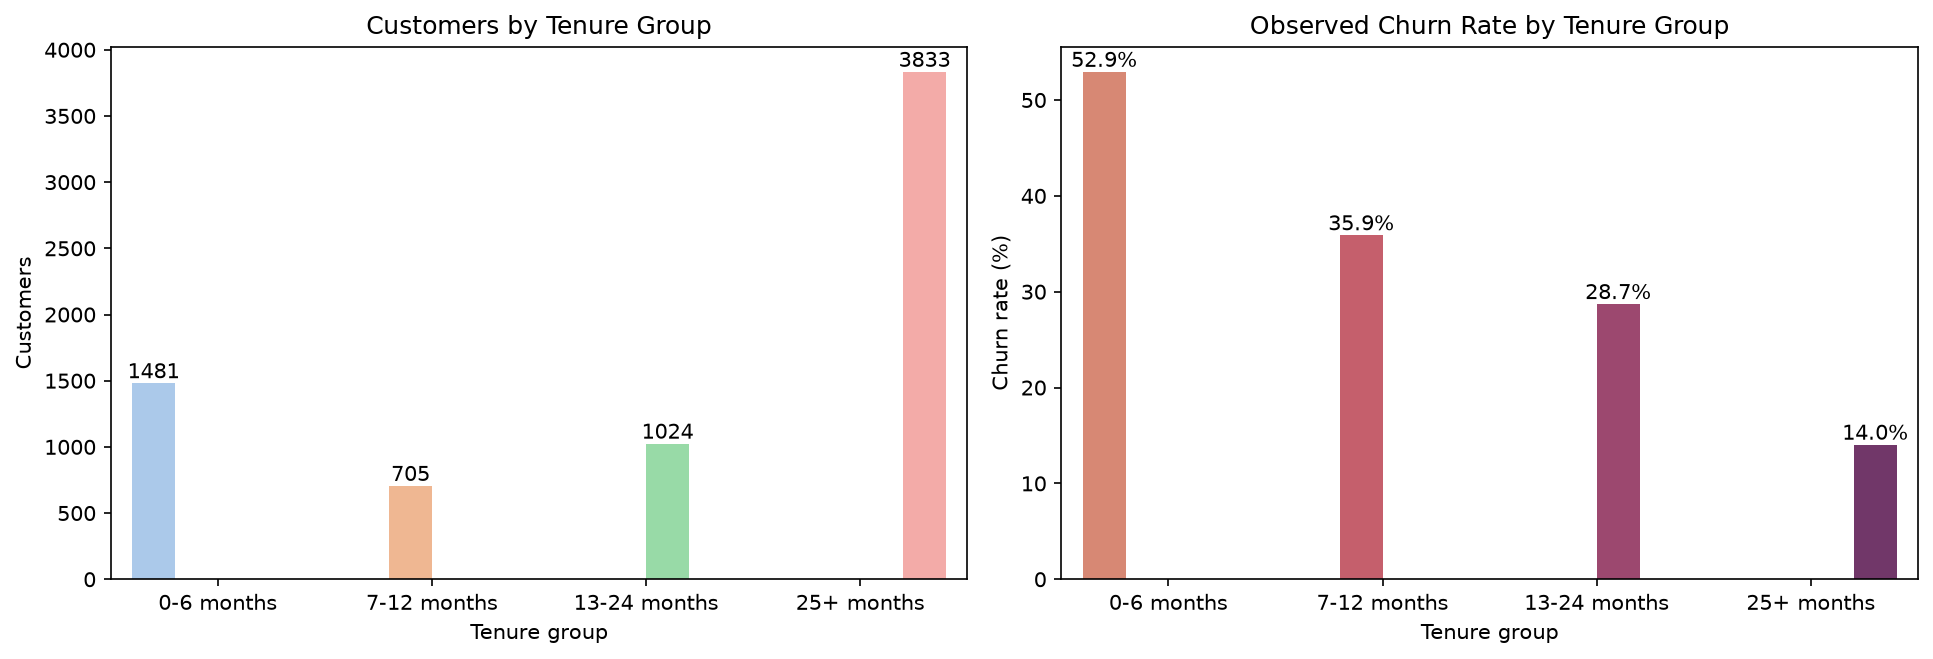 Customers by Tenure Group
Customers
4000
3500
3000
2500
2000
1500
1000
500
0
1481
705
1024
3833
0-6 months
7-12 months
13-24 months
25+ months
Tenure group
Observed Churn Rate by Tenure Group
Churn rate (%)
50
40
30
20
10
0
52.9%
35.9%
28.7%
14.0%
0-6 months
7-12 months
13-24 months
25+ months
Tenure group